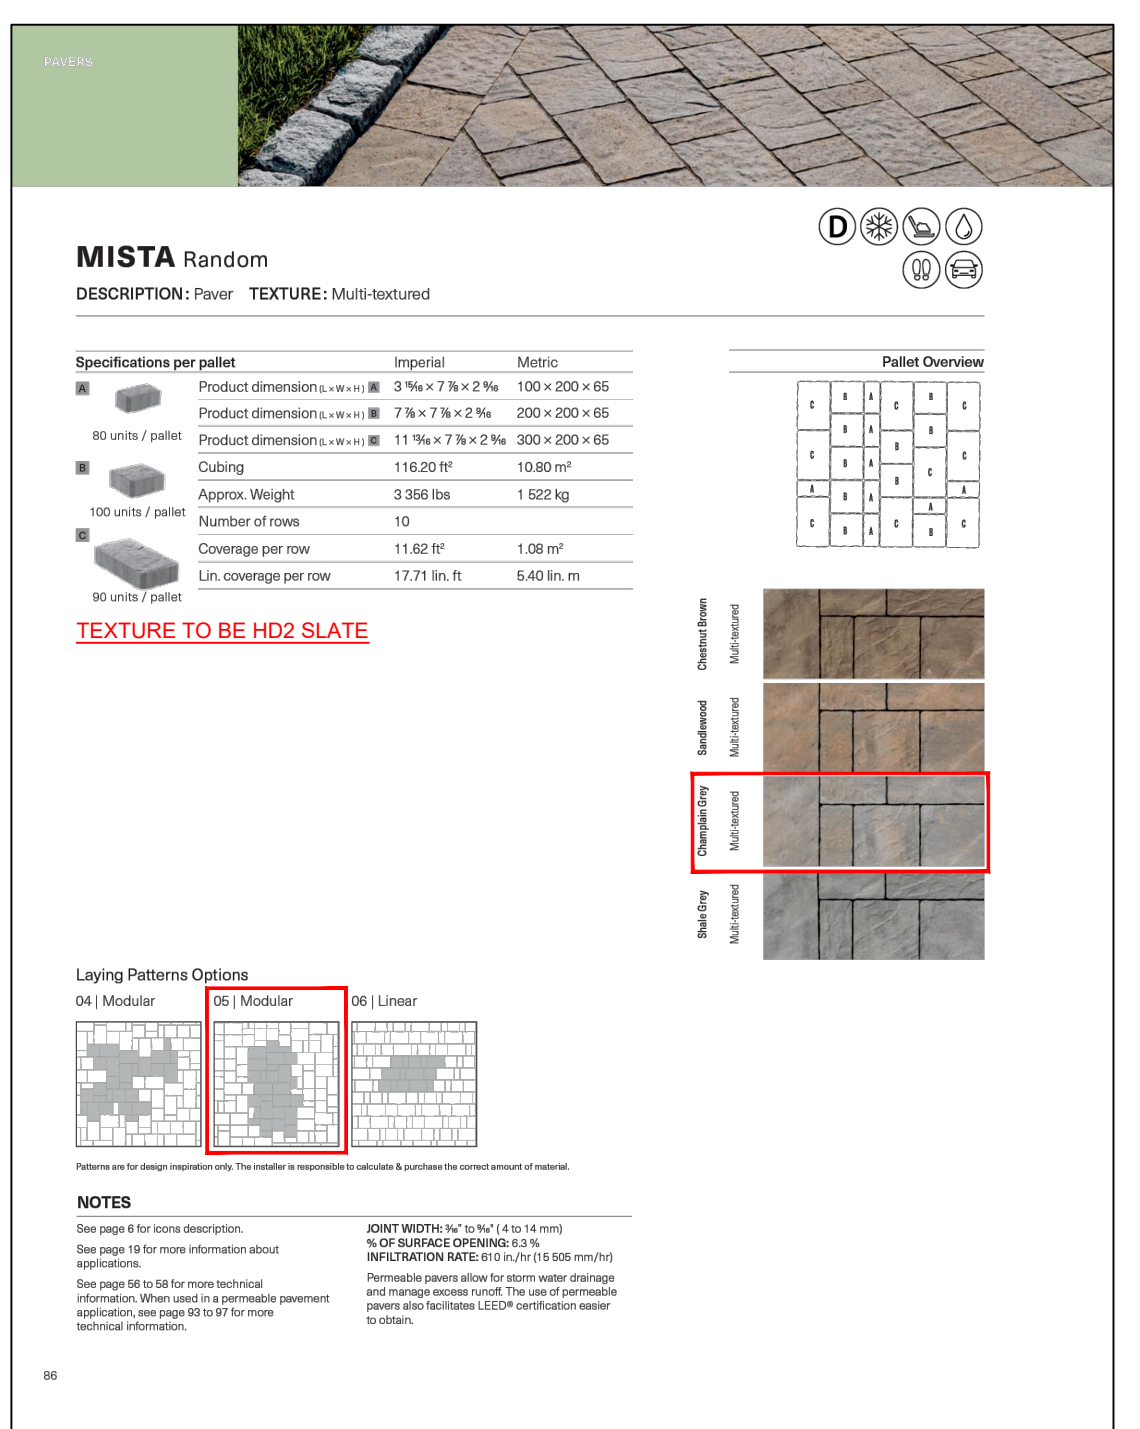 PAVERS
D
MISTA Random
DESCRIPTION: Paver TEXTURE: Multi-textured
Specifications per pallet Imperial Metric
A Product dimension (L × W × H) A 3 15/16 × 7 7/8 × 2 9/16 100 × 200 × 65
80 units / pallet
Product dimension (L × W × H) B 7 7/8 × 7 7/8 × 2 9/16 200 × 200 × 65
Product dimension (L × W × H) C 11 13/16 × 7 7/8 × 2 9/16 300 × 200 × 65
B
100 units / pallet
Cubing 116.20 ft² 10.80 m²
Approx. Weight 3 356 lbs 1 522 kg
Number of rows 10
C
90 units / pallet
Coverage per row 11.62 ft² 1.08 m²
Lin. coverage per row 17.71 lin. ft 5.40 lin. m
TEXTURE TO BE HD2 SLATE
Pallet Overview
C B A C B C
B A B
C B A B C C
B A B
A A A
C B A C B C
Chestnut Brown
Multi-textured
Sandlewood
Multi-textured
Champlain Grey
Multi-textured
Shale Grey
Multi-textured
Laying Patterns Options
04 | Modular 05 | Modular 06 | Linear
Patterns are for design inspiration only. The installer is responsible to calculate & purchase the correct amount of material.
NOTES
See page 6 for icons description.
See page 19 for more information about
applications.
See page 56 to 58 for more technical
information. When used in a permeable pavement
application, see page 93 to 97 for more
technical information.
JOINT WIDTH: 3/16" to 9/16" ( 4 to 14 mm)
% OF SURFACE OPENING: 6.3 %
INFILTRATION RATE: 610 in./hr (15 505 mm/hr)
Permeable pavers allow for storm water drainage
and manage excess runoff. The use of permeable
pavers also facilitates LEED® certification easier
to obtain.
86